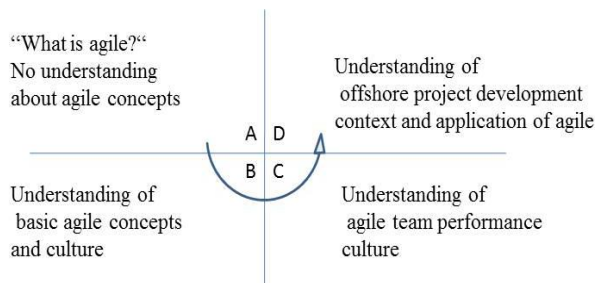 “What is agile?“
No understanding
about agile concepts
Understanding of
offshore project development
context and application of agile
A D
B C
Understanding of
basic agile concepts
and culture
Understanding of
agile team performance
culture